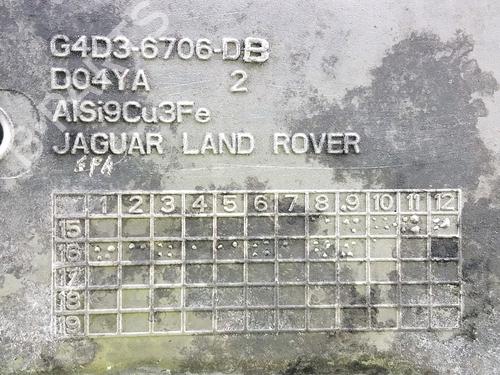 G4D3-6706-DB
D04YA 2
AlSi9Cu3Fe
JAGUAR LAND ROVER
1 2 3 4 5 6 7 8 9 10 11 12
15
16
17
18
19